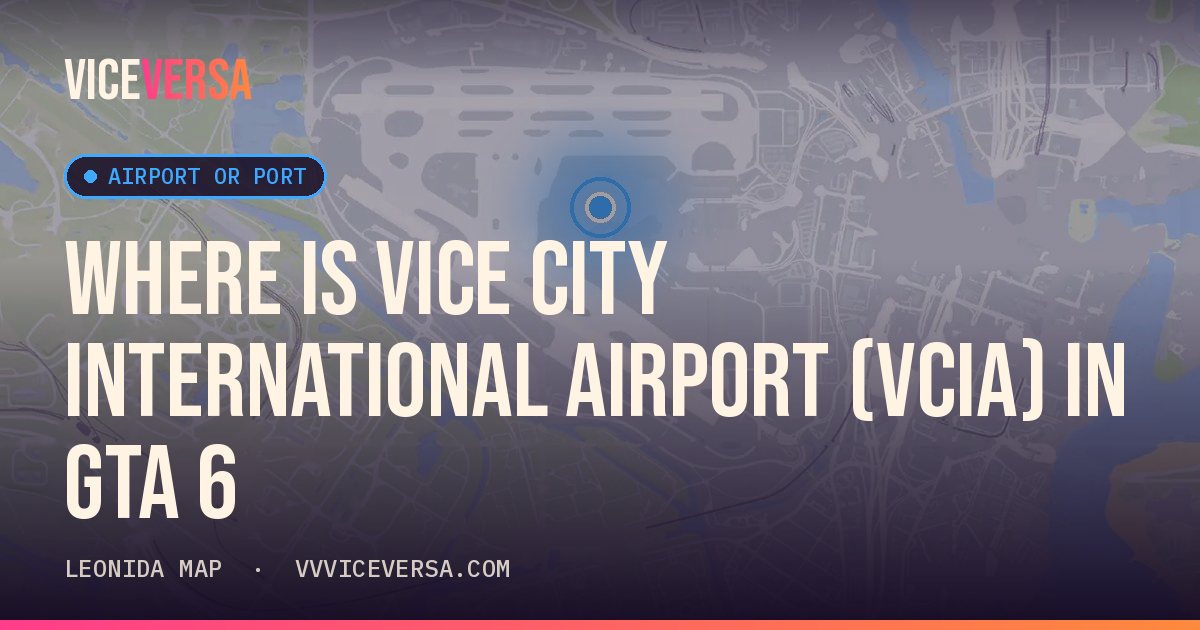 VICEVERSA
AIRPORT OR PORT
WHERE IS VICE CITY
INTERNATIONAL AIRPORT (VCIA) IN
GTA 6
LEONIDA MAP · VVVICEVERSA.COM